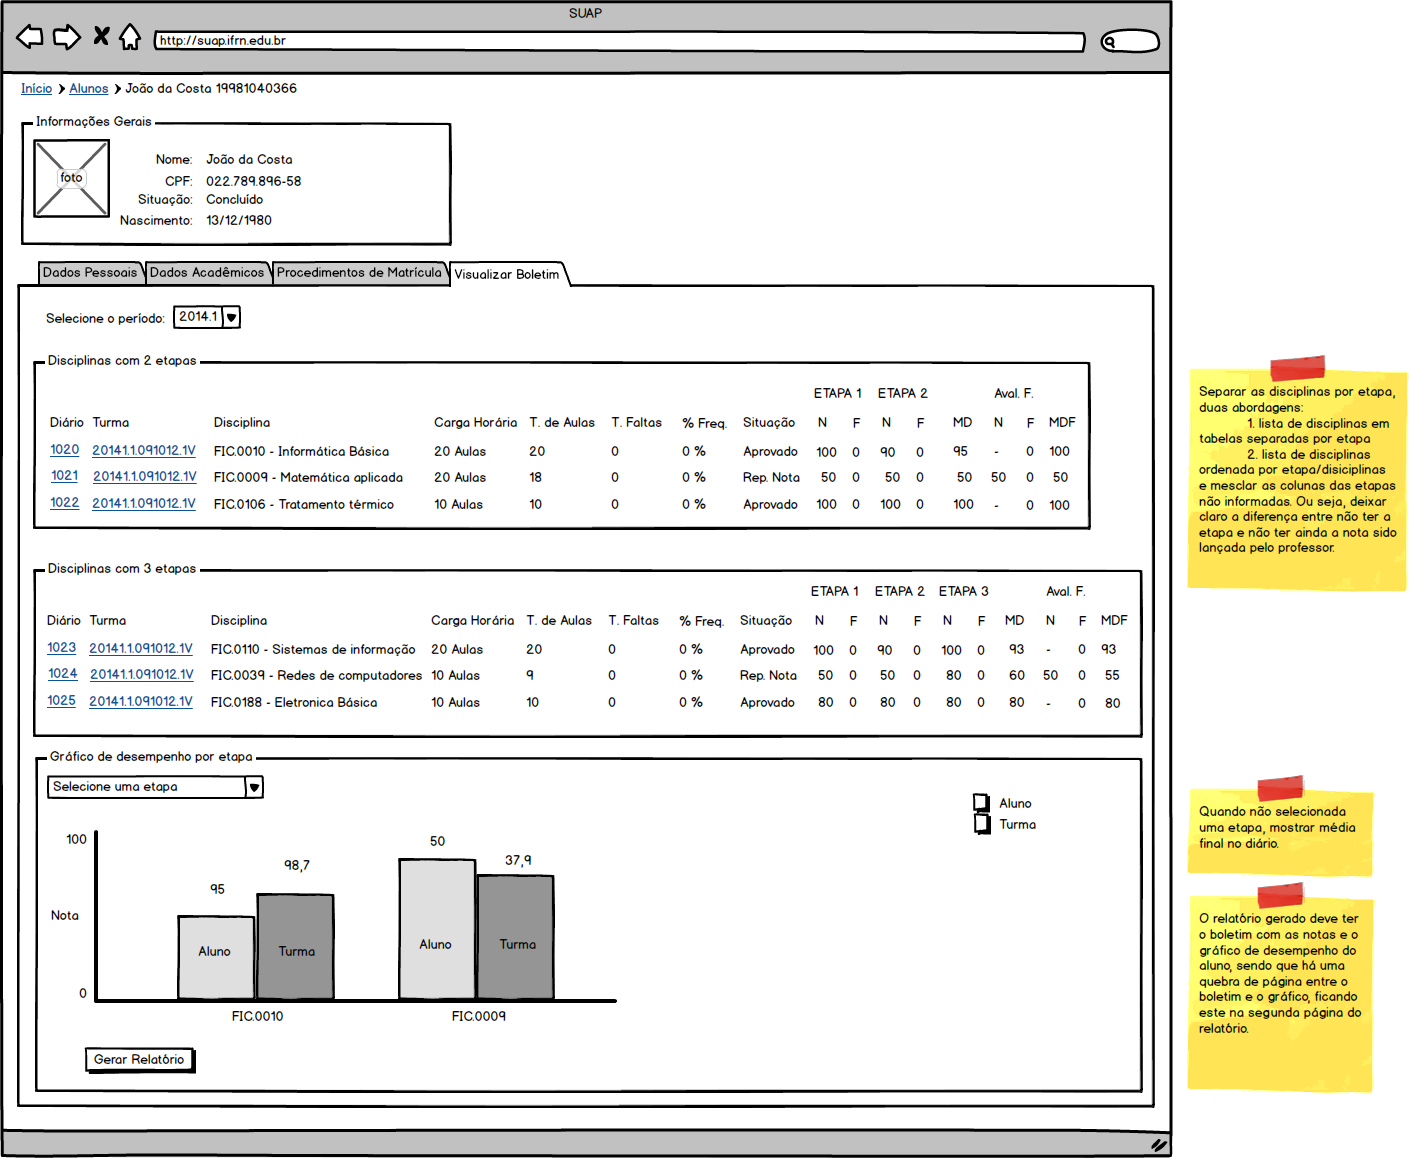 SUAP
http://suap.ifrn.edu.br
Início Alunos João da Costa 19981040366
Informações Gerais
foto
Nome: João da Costa
CPF: 022.789.896-58
Situação: Concluído
Nascimento: 13/12/1980
Dados Pessoais Dados Acadêmicos Procedimentos de Matrícula Visualizar Boletim
Selecione o período: 2014.1
Disciplinas com 2 etapas
ETAPA 1 ETAPA 2 Aval. F.
Diário Turma Disciplina Carga Horária T. de Aulas T. Faltas % Freq. Situação N F N F MD N F MDF
1020 20141.1.091012.1V FIC.0010 - Informática Básica 20 Aulas 20 0 0 % Aprovado 100 0 90 0 95 - 0 100
1021 20141.1.091012.1V FIC.0009 - Matemática aplicada 20 Aulas 18 0 0 % Rep. Nota 50 0 50 0 50 50 0 50
1022 20141.1.091012.1V FIC.0106 - Tratamento térmico 10 Aulas 10 0 0 % Aprovado 100 0 100 0 100 - 0 100
Disciplinas com 3 etapas
ETAPA 1 ETAPA 2 ETAPA 3 Aval. F.
Diário Turma Disciplina Carga Horária T. de Aulas T. Faltas % Freq. Situação N F N F N F MD N F MDF
1023 20141.1.091012.1V FIC.0110 - Sistemas de informação 20 Aulas 20 0 0 % Aprovado 100 0 90 0 100 0 93 - 0 93
1024 20141.1.091012.1V FIC.0039 - Redes de computadores 10 Aulas 9 0 0 % Rep. Nota 50 0 50 0 80 0 60 50 0 55
1025 20141.1.091012.1V FIC.0188 - Eletronica Básica 10 Aulas 10 0 0 % Aprovado 80 0 80 0 80 0 80 - 0 80
Gráfico de desempenho por etapa
Selecione uma etapa
Aluno
Turma
100
Nota
0
95
98,7
50
37,9
Aluno
Turma
Aluno
Turma
FIC.0010
FIC.0009
Gerar Relatório
Separar as disciplinas por etapa,
duas abordagens:
1. lista de disciplinas em
tabelas separadas por etapa
2. lista de disciplinas
ordenada por etapa/disiciplinas
e mesclar as colunas das etapas
não informadas. Ou seja, deixar
claro a diferença entre não ter a
etapa e não ter ainda a nota sido
lançada pelo professor.
Quando não selecionada
uma etapa, mostrar média
final no diário.
O relatório gerado deve ter
o boletim com as notas e o
gráfico de desempenho do
aluno, sendo que há uma
quebra de página entre o
boletim e o gráfico, ficando
este na segunda página do
relatório.